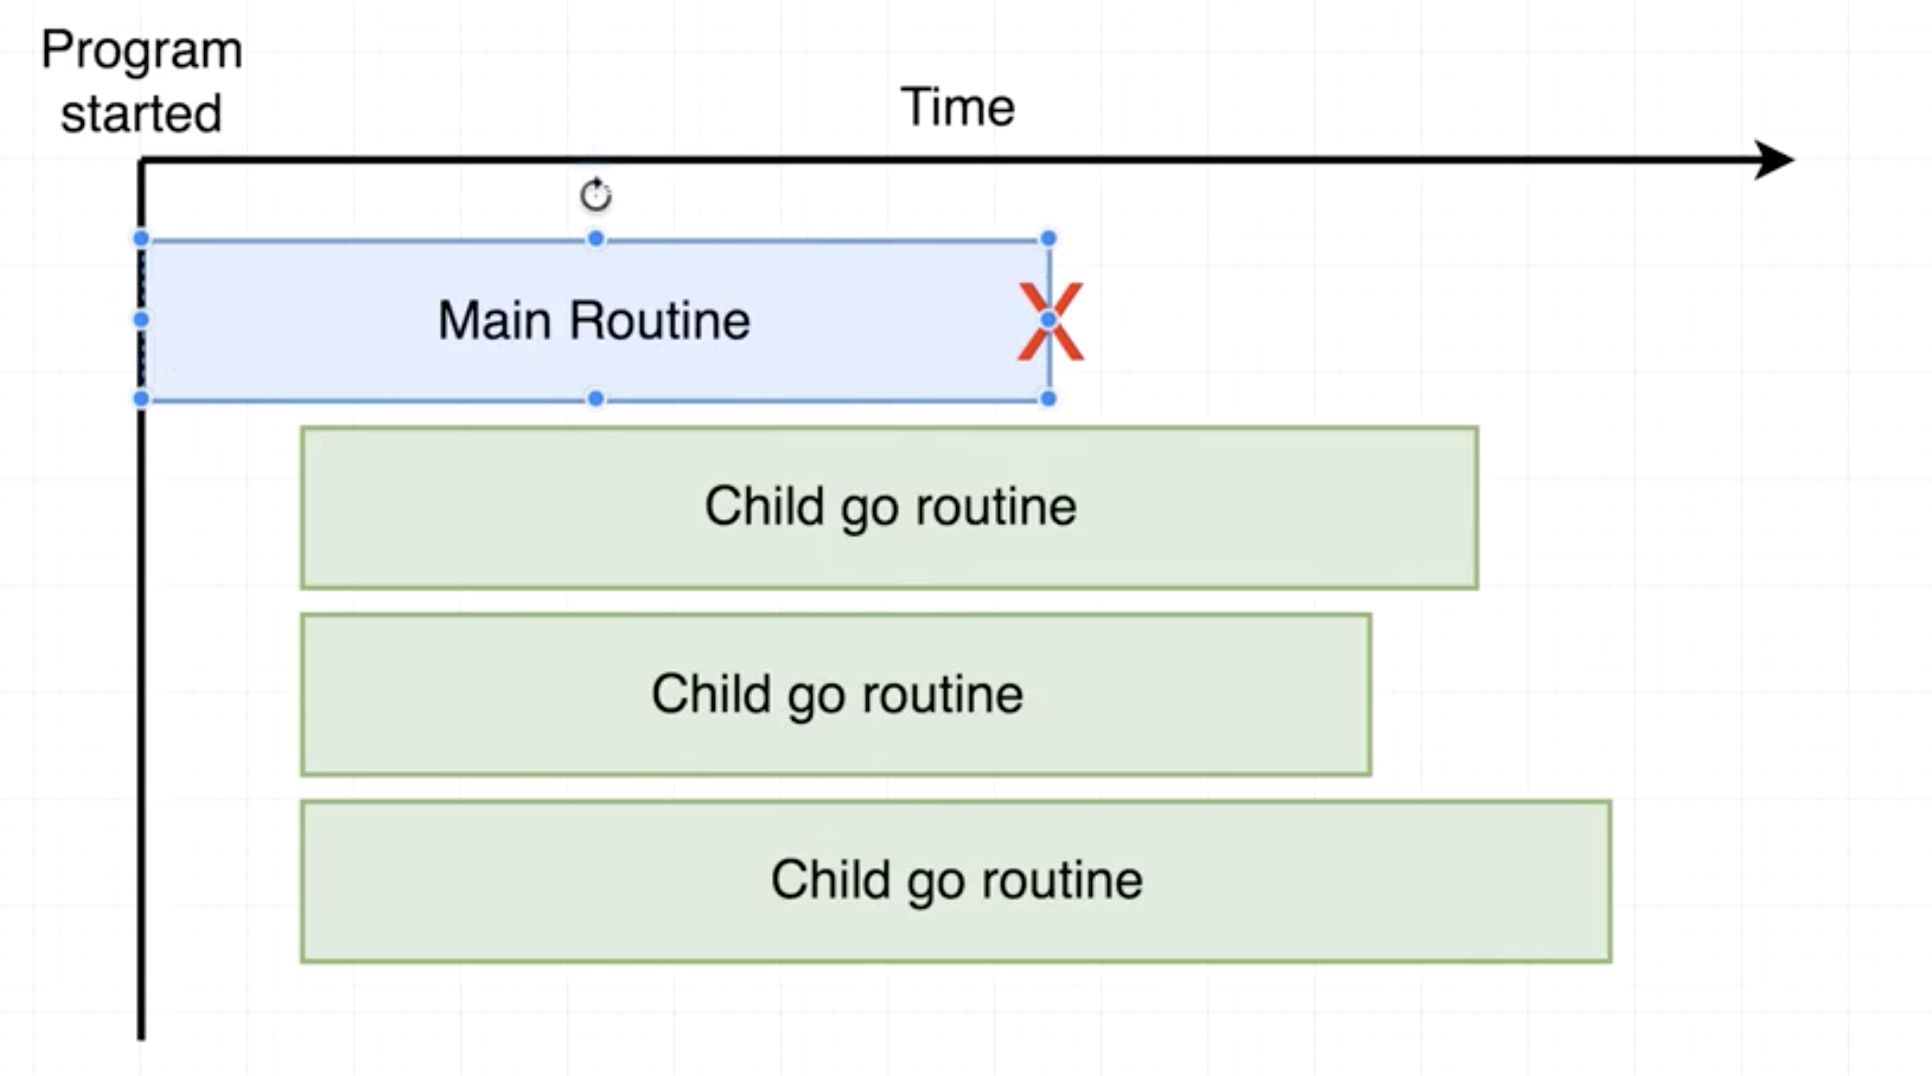 Program
started
Time
Main Routine
X
Child go routine
Child go routine
Child go routine